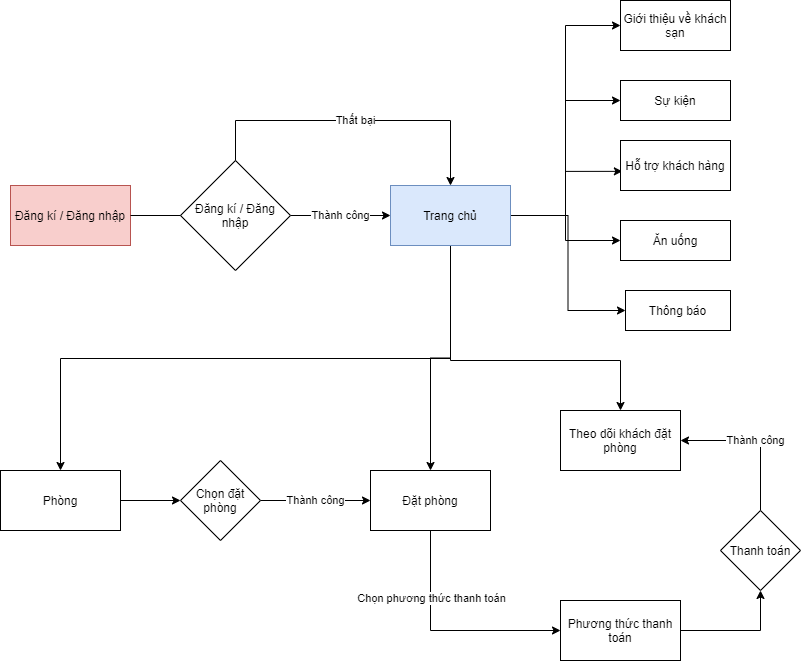 Giới thiệu về khách
sạn
Sự kiện
Thất bại
Hỗ trợ khách hàng
Đăng kí / Đăng nhập
Đăng kí / Đăng
nhập
Thành công
Trang chủ
Ăn uống
Thông báo
Theo dõi khách đặt
phòng
Thành công
Phòng
Chọn đặt
phòng
Thành công
Đặt phòng
Thanh toán
Chọn phương thức thanh toán
Phương thức thanh
toán